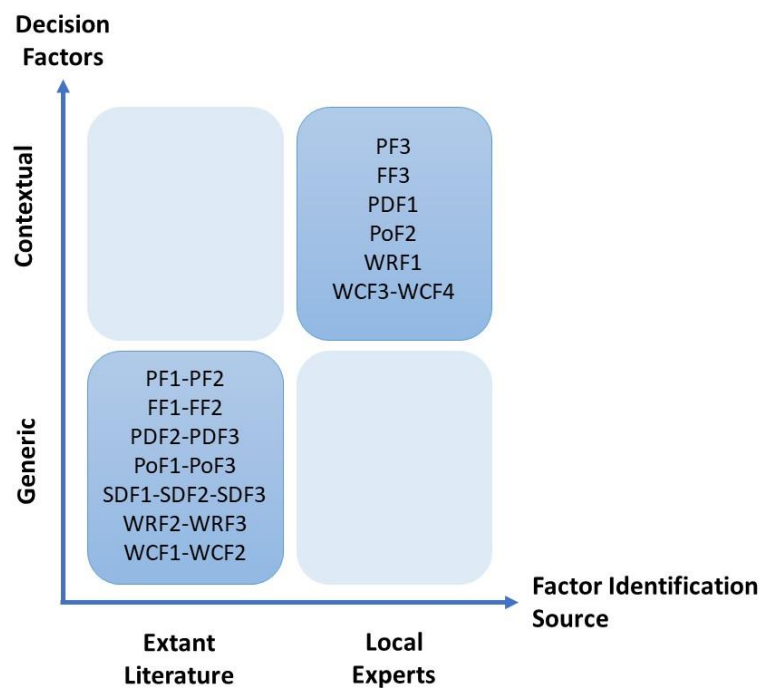 Decision
Factors
Contextual
PF3
FF3
PDF1
PoF2
WRF1
WCF3-WCF4
Generic
PF1-PF2
FF1-FF2
PDF2-PDF3
PoF1-PoF3
SDF1-SDF2-SDF3
WRF2-WRF3
WCF1-WCF2
Factor Identification
Source
Extant
Literature
Local
Experts